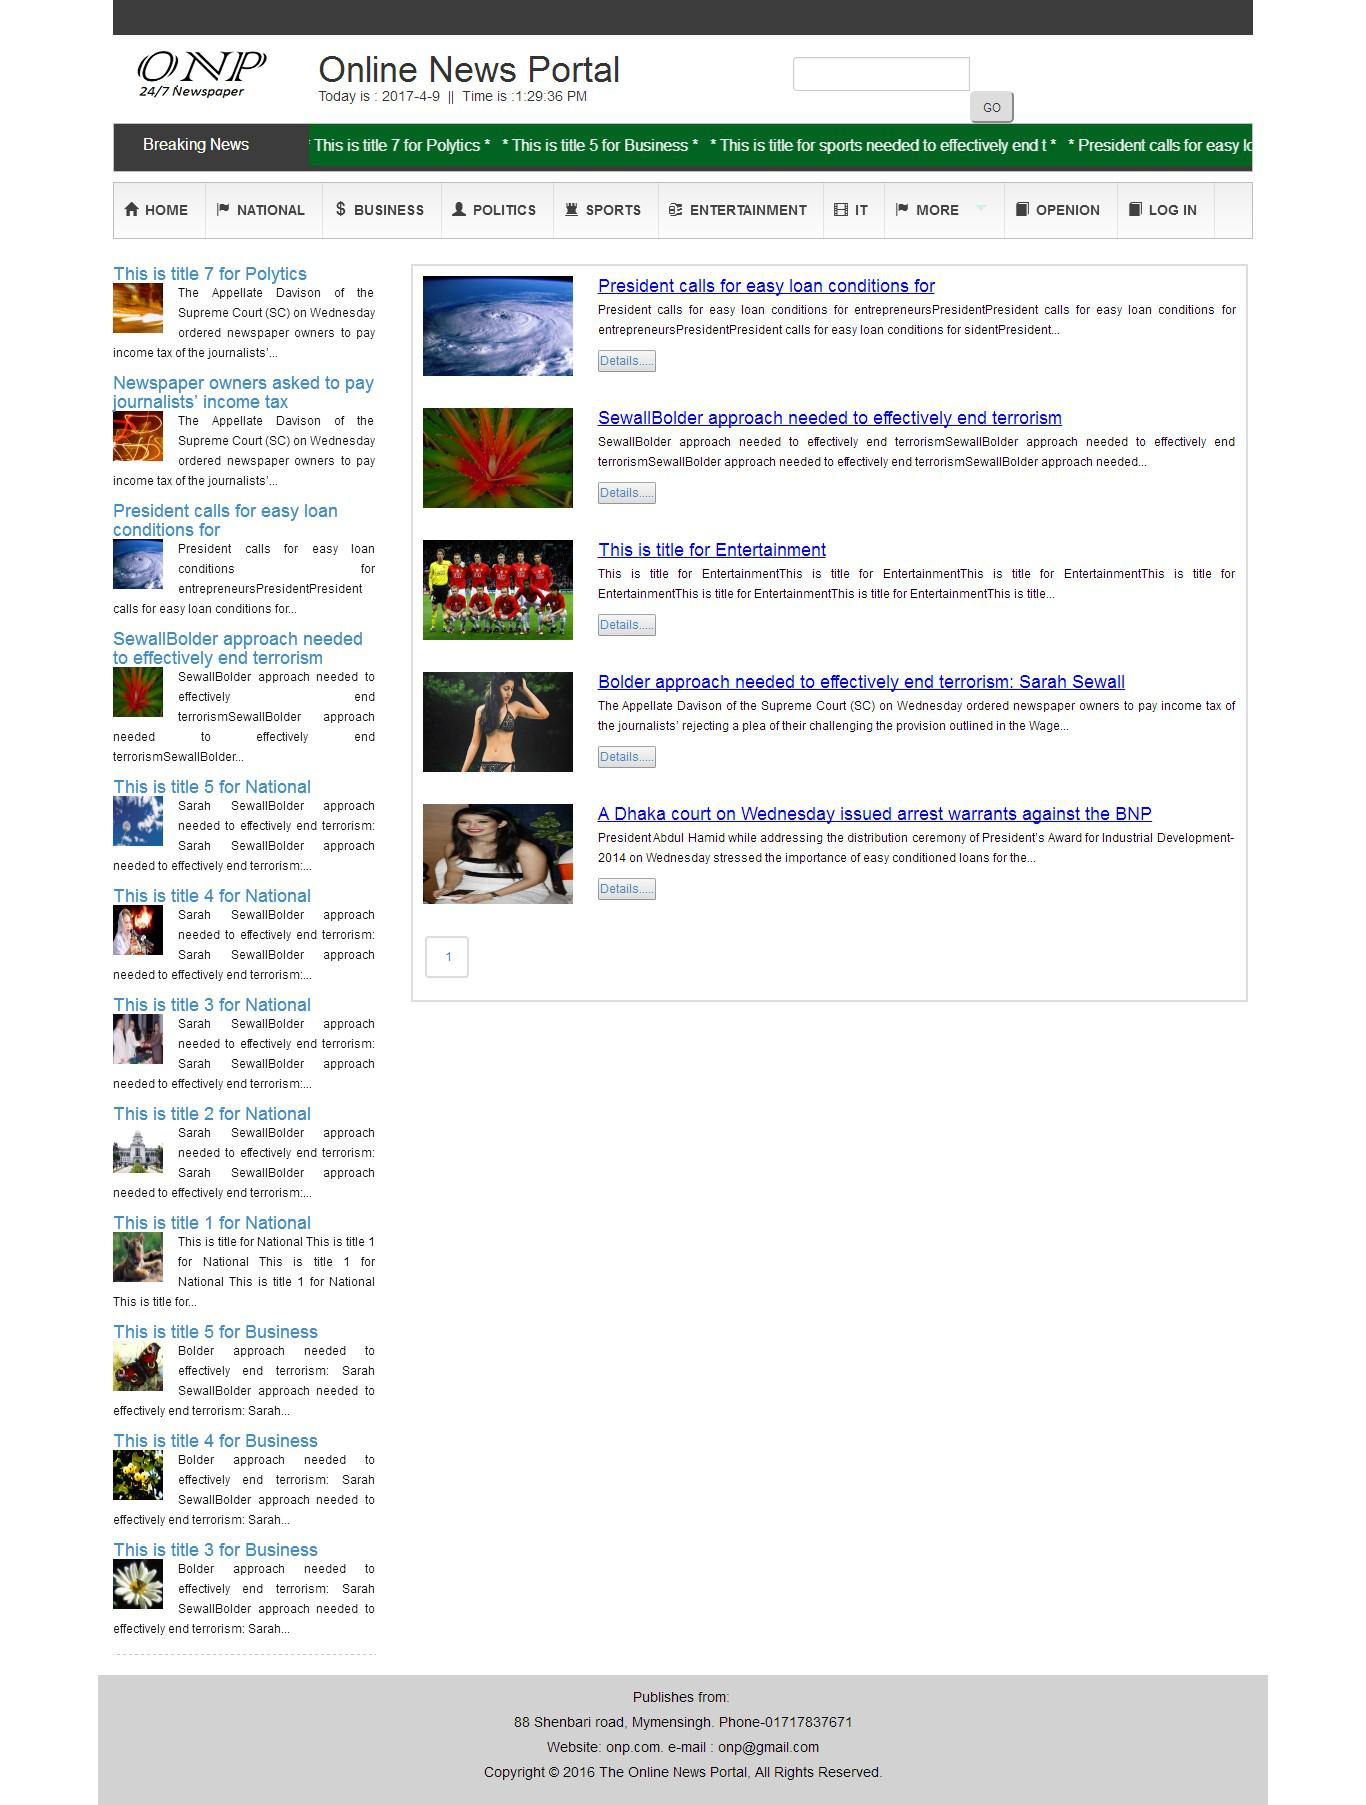 ONP
24/7 Newspaper
Online News Portal
Today is : 2017-4-9 || Time is :1:29:36 PM
GO
Breaking News
* This is title 7 for Polytics * * This is title 5 for Business * * This is title for sports needed to effectively end t * * President calls for easy lo
HOME NATIONAL BUSINESS POLITICS SPORTS ENTERTAINMENT IT MORE OPENION LOG IN
This is title 7 for Polytics
The Appellate Davison of the
Supreme Court (SC) on Wednesday
ordered newspaper owners to pay
income tax of the journalists’...
Newspaper owners asked to pay
journalists’ income tax
The Appellate Davison of the
Supreme Court (SC) on Wednesday
ordered newspaper owners to pay
income tax of the journalists’...
President calls for easy loan
conditions for
President calls for easy loan
conditions for
entrepreneursPresidentPresident
calls for easy loan conditions for...
SewallBolder approach needed
to effectively end terrorism
SewallBolder approach needed to
effectively end
terrorismSewallBolder approach
needed to effectively end
terrorismSewallBolder...
This is title 5 for National
Sarah SewallBolder approach
needed to effectively end terrorism:
Sarah SewallBolder approach
needed to effectively end terrorism:...
This is title 4 for National
Sarah SewallBolder approach
needed to effectively end terrorism:
Sarah SewallBolder approach
needed to effectively end terrorism:...
This is title 3 for National
Sarah SewallBolder approach
needed to effectively end terrorism:
Sarah SewallBolder approach
needed to effectively end terrorism:...
This is title 2 for National
Sarah SewallBolder approach
needed to effectively end terrorism:
Sarah SewallBolder approach
needed to effectively end terrorism:...
This is title 1 for National
This is title for National This is title 1
for National This is title 1 for
National This is title 1 for National
This is title for...
This is title 5 for Business
Bolder approach needed to
effectively end terrorism: Sarah
SewallBolder approach needed to
effectively end terrorism: Sarah...
This is title 4 for Business
Bolder approach needed to
effectively end terrorism: Sarah
SewallBolder approach needed to
effectively end terrorism: Sarah...
This is title 3 for Business
Bolder approach needed to
effectively end terrorism: Sarah
SewallBolder approach needed to
effectively end terrorism: Sarah...
President calls for easy loan conditions for
President calls for easy loan conditions for entrepreneursPresidentPresident calls for easy loan conditions for
entrepreneursPresidentPresident calls for easy loan conditions for sidentPresident...
Details.....
SewallBolder approach needed to effectively end terrorism
SewallBolder approach needed to effectively end terrorismSewallBolder approach needed to effectively end
terrorismSewallBolder approach needed to effectively end terrorismSewallBolder approach needed...
Details.....
This is title for Entertainment
This is title for EntertainmentThis is title for EntertainmentThis is title for EntertainmentThis is title for
EntertainmentThis is title for EntertainmentThis is title for EntertainmentThis is title...
Details.....
Bolder approach needed to effectively end terrorism: Sarah Sewall
The Appellate Davison of the Supreme Court (SC) on Wednesday ordered newspaper owners to pay income tax of
the journalists’ rejecting a plea of their challenging the provision outlined in the Wage...
Details.....
A Dhaka court on Wednesday issued arrest warrants against the BNP
President Abdul Hamid while addressing the distribution ceremony of President’s Award for Industrial Development-
2014 on Wednesday stressed the importance of easy conditioned loans for the...
Details.....
1
Publishes from:
88 Shenbari road, Mymensingh. Phone-01717837671
Website: onp.com. e-mail : onp@gmail.com
Copyright © 2016 The Online News Portal, All Rights Reserved.